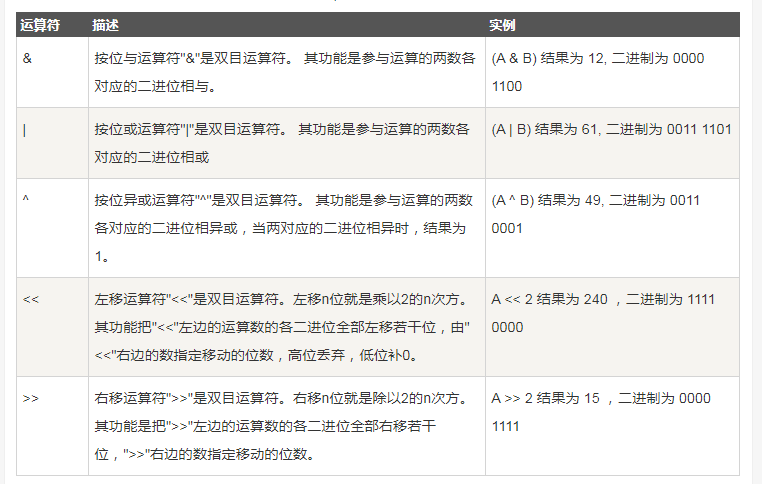 运算符 描述 实例
& 按位与运算符"&"是双目运算符。 其功能是参与运算的两数各 (A & B) 结果为 12, 二进制为 0000
对应的二进位相与。 1100
| 按位或运算符"|"是双目运算符。 其功能是参与运算的两数各 (A | B) 结果为 61, 二进制为 0011 1101
对应的二进位相或
^ 按位异或运算符"^"是双目运算符。 其功能是参与运算的两数 (A ^ B) 结果为 49, 二进制为 0011
各对应的二进位相异或，当两对应的二进位相异时，结果为 0001
1。
<< 左移运算符"<<"是双目运算符。左移n位就是乘以2的n次方。 A << 2 结果为 240 ，二进制为 1111
其功能把"<<"左边的运算数的各二进位全部左移若干位，由" 0000
<<"右边的数指定移动的位数，高位丢弃，低位补0。
>> 右移运算符">>"是双目运算符。右移n位就是除以2的n次方。 A >> 2 结果为 15 ，二进制为 0000
其功能是把">>"左边的运算数的各二进位全部右移若干 1111
位，">>"右边的数指定移动的位数。